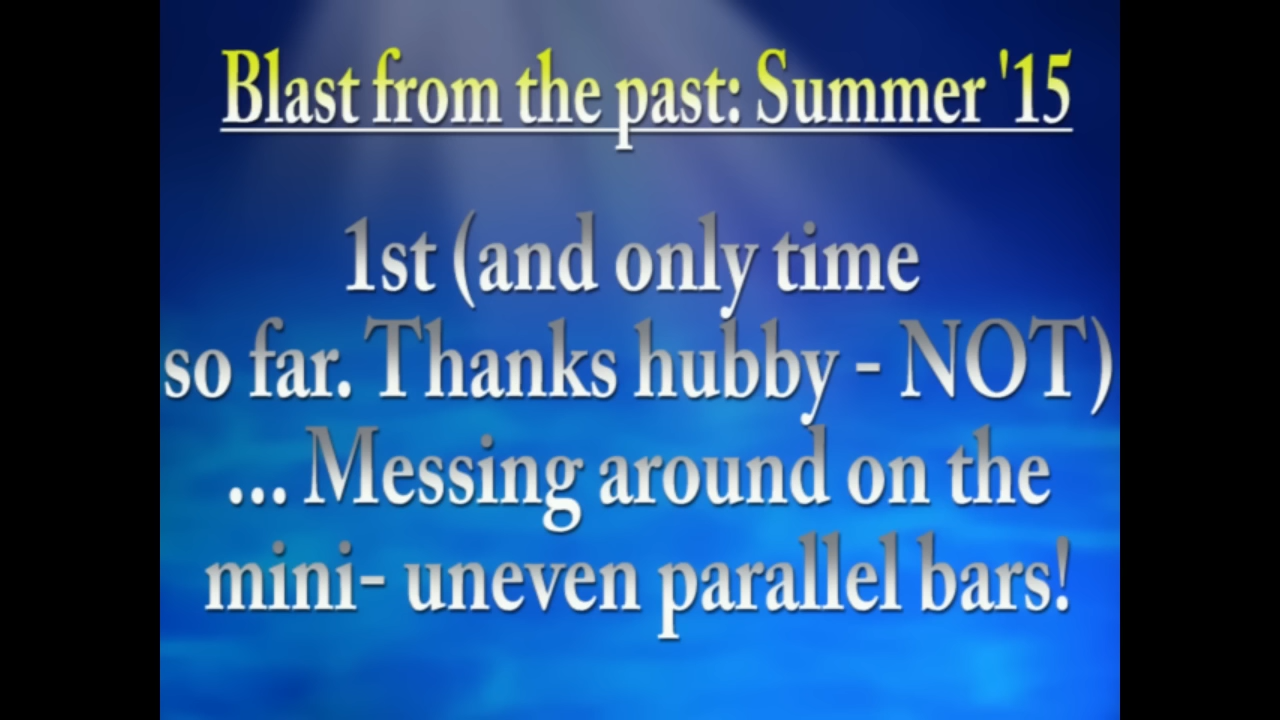 Blast from the past: Summer '15
1st (and only time
so far. Thanks hubby - NOT)
... Messing around on the
mini- uneven parallel bars!